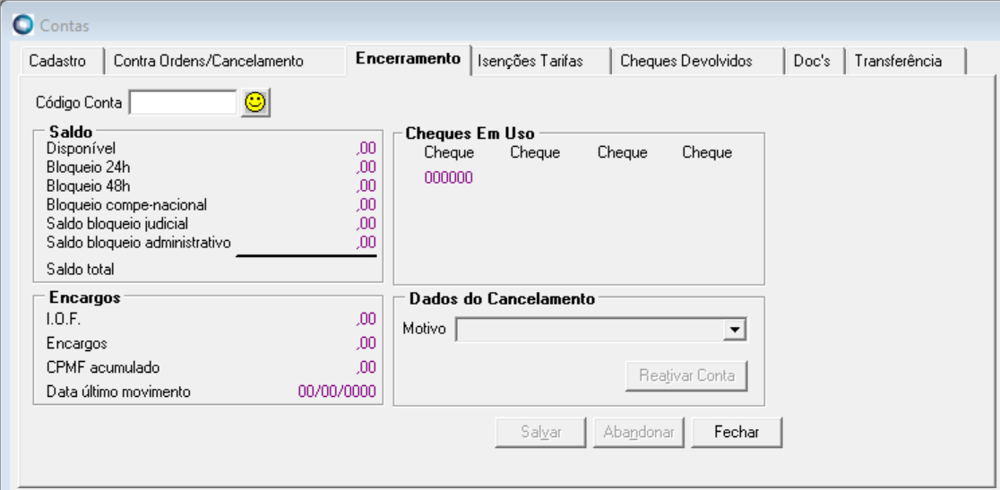 Contas
Cadastro Contra Ordens/Cancelamento Encerramento Isenções Tarifas Cheques Devolvidos Doc's Transferência
Código Conta
Saldo
Disponível ,00
Bloqueio 24h ,00
Bloqueio 48h ,00
Bloqueio compe-nacional ,00
Saldo bloqueio judicial ,00
Saldo bloqueio administrativo ,00
Saldo total
Cheques Em Uso
Cheque Cheque Cheque Cheque
000000
Encargos
I.O.F. ,00
Encargos ,00
CPMF acumulado ,00
Data último movimento 00/00/0000
Dados do Cancelamento
Motivo
Reativar Conta
Salvar Abandonar Fechar